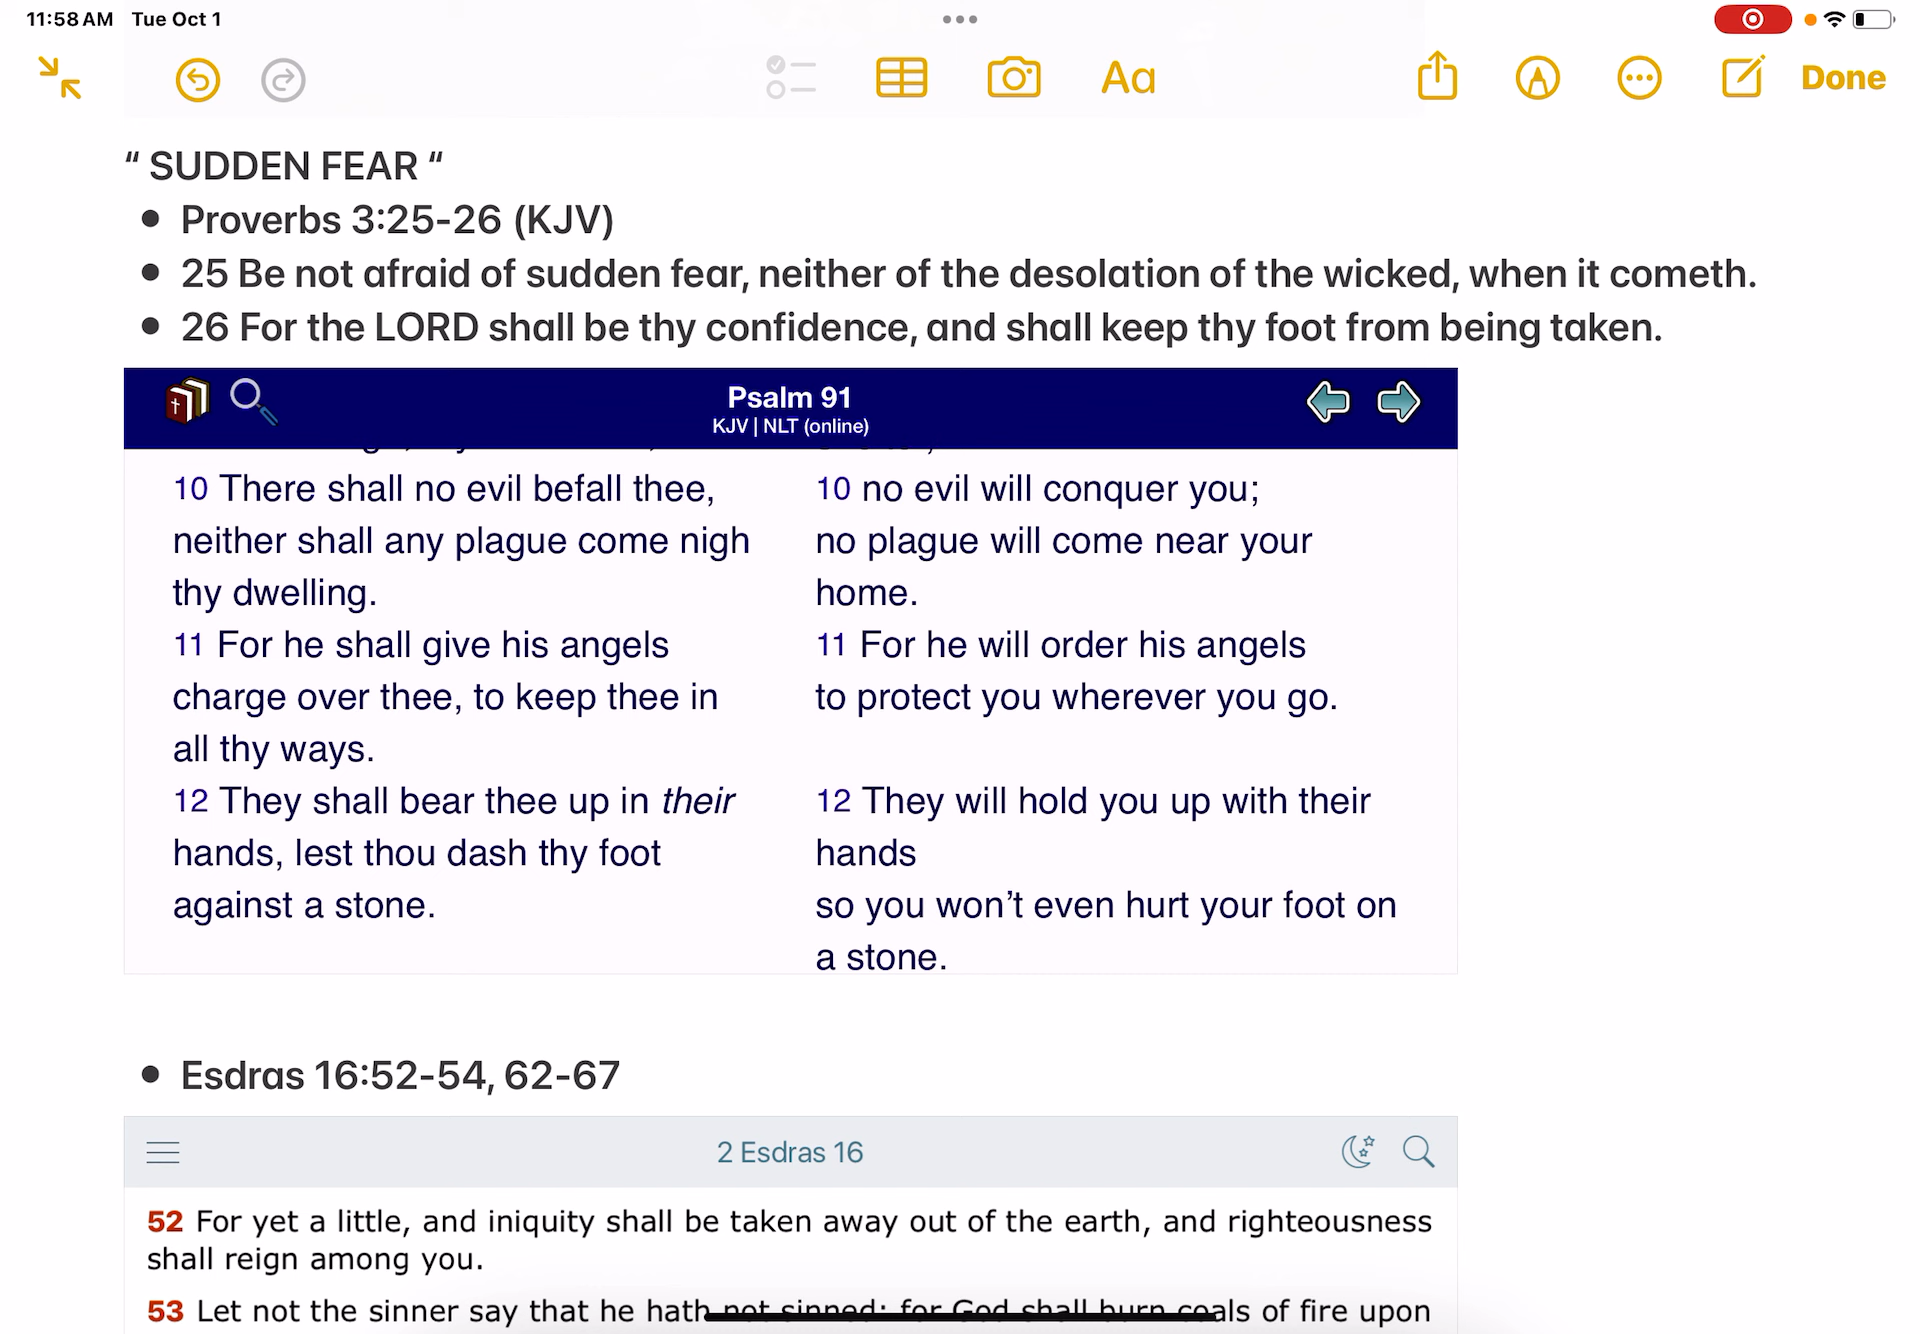 11:58 AM Tue Oct 1
Aa
Done
“ SUDDEN FEAR “
• Proverbs 3:25-26 (KJV)
• 25 Be not afraid of sudden fear, neither of the desolation of the wicked, when it cometh.
• 26 For the LORD shall be thy confidence, and shall keep thy foot from being taken.
Psalm 91
KJV | NLT (online)
10 There shall no evil befall thee,
neither shall any plague come nigh
thy dwelling.
11 For he shall give his angels
charge over thee, to keep thee in
all thy ways.
12 They shall bear thee up in their
hands, lest thou dash thy foot
against a stone.
10 no evil will conquer you;
no plague will come near your
home.
11 For he will order his angels
to protect you wherever you go.
12 They will hold you up with their
hands
so you won’t even hurt your foot on
a stone.
• Esdras 16:52-54, 62-67
2 Esdras 16
52 For yet a little, and iniquity shall be taken away out of the earth, and righteousness
shall reign among you.
53 Let not the sinner say that he hath not sinned: for God shall burn coals of fire upon